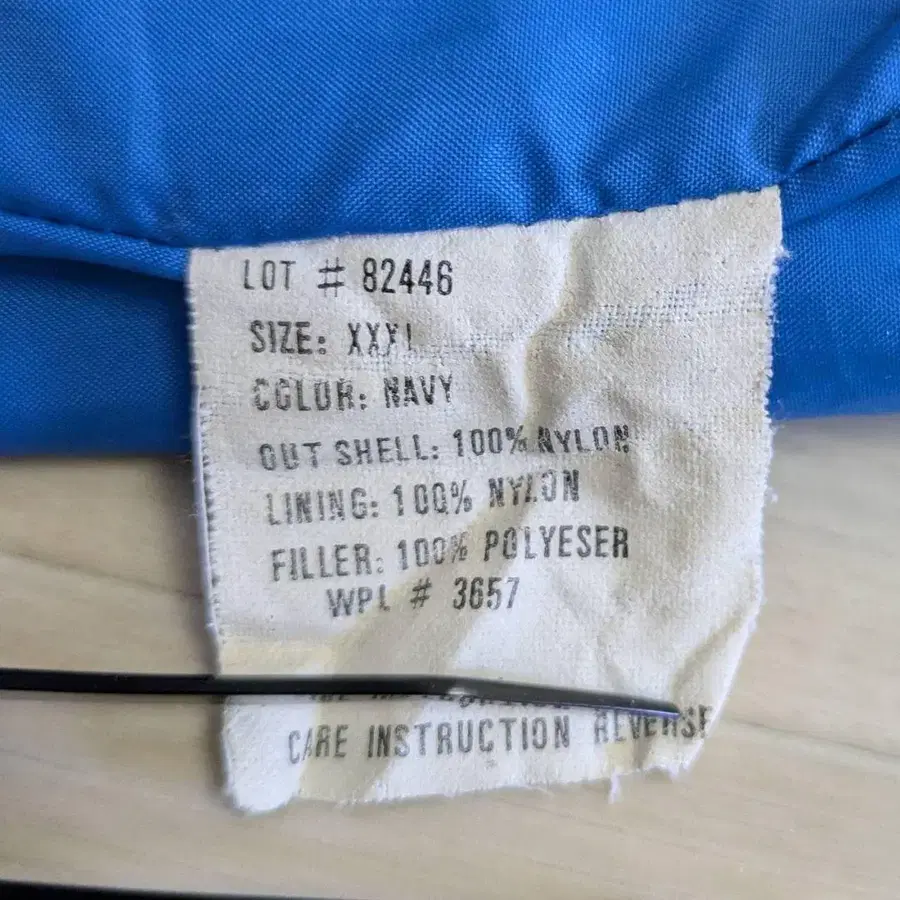 LOT # 82446
SIZE: XXXL
COLOR: NAVY
OUT SHELL: 100% NYLON
LINING: 100% NYLON
FILLER: 100% POLYESER
WPL # 3657
CARE INSTRUCTION REVERSE